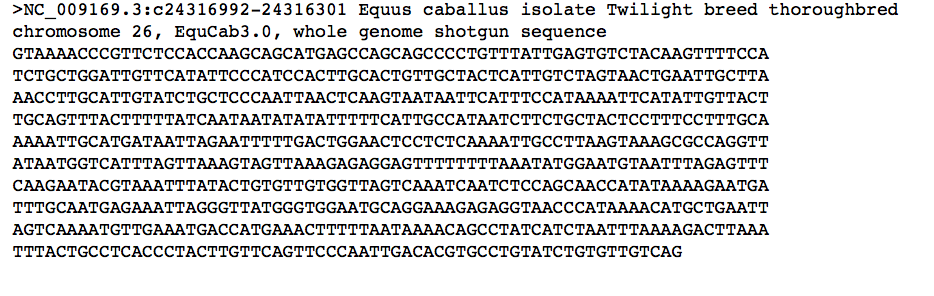 >NC_009169.3:c24316992-24316301 Equus caballus isolate Twilight breed thoroughbred
chromosome 26, EquCab3.0, whole genome shotgun sequence
GTAAAACCCGTTCTCCACCAAGCAGCATGAGCCAGCAGCCCCTGTTTATTGAGTGTCTACAAGTTTTCCA
TCTGCTGGATTGTTCATATTCCCATCCACTTGCACTGTTGCTACTCATTGTCTAGTAACTGAATTGCTTA
AACCTTGCATTGTATCTGCTCCCAATTAACTCAAGTAATAATTCATTTCCATAAAATTCATATTGTTACT
TGCAGTTTACTTTTTATCAATAATATATATTTTTCATTGCCATAATCTTCTGCTACTCCTTTCCTTTGCA
AAAATTGCATGATAATTAGAATTTTTGACTGGAACTCCTCTCAAAATTGCCTTAAGTAAAGCGCCAGGTT
ATAATGGTCATTTAGTTAAAGTAGTTAAAGAGAGGAGTTTTTTTTAAATATGGAATGTAATTTAGAGTTT
CAAGAATACGTAAATTTATACTGTGTTGTGGTTAGTCAAATCAATCTCCAGCAACCATATAAAAGAATGA
TTTGCAATGAGAAATTAGGGTTATGGGTGGAATGCAGGAAAGAGAGGTAACCCATAAAACATGCTGAATT
AGTCAAAATGTTGAAATGACCATGAAACTTTTTAATAAAACAGCCTATCATCTAATTTAAAAGACTTAAA
TTTACTGCCTCACCCTACTTGTTCAGTTCCCAATTGACACGTGCCTGTATCTGTGTTGTCAG